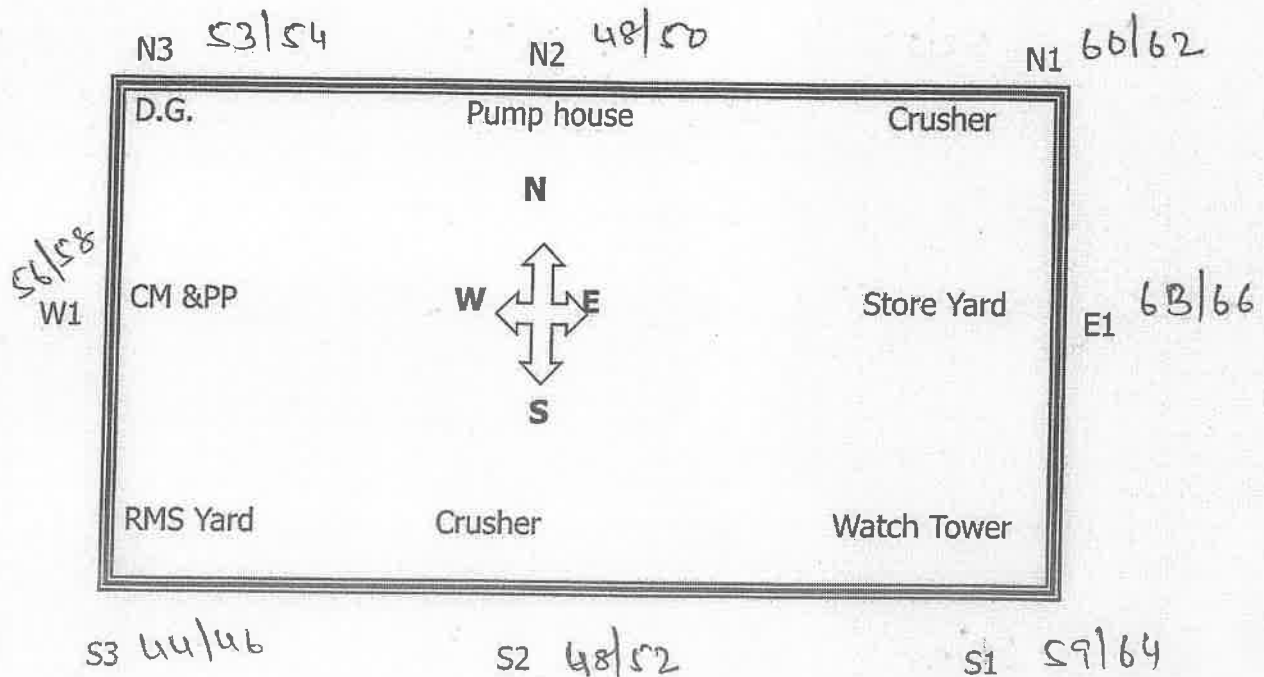 N3 53/54 N2 48/50 N1 60/62
D.G. Pump house Crusher
N
56/58
W1 CM &PP W E Store Yard E1 63/66
S
RMS Yard Crusher Watch Tower
S3 44/46 S2 48/52 S1 59/64